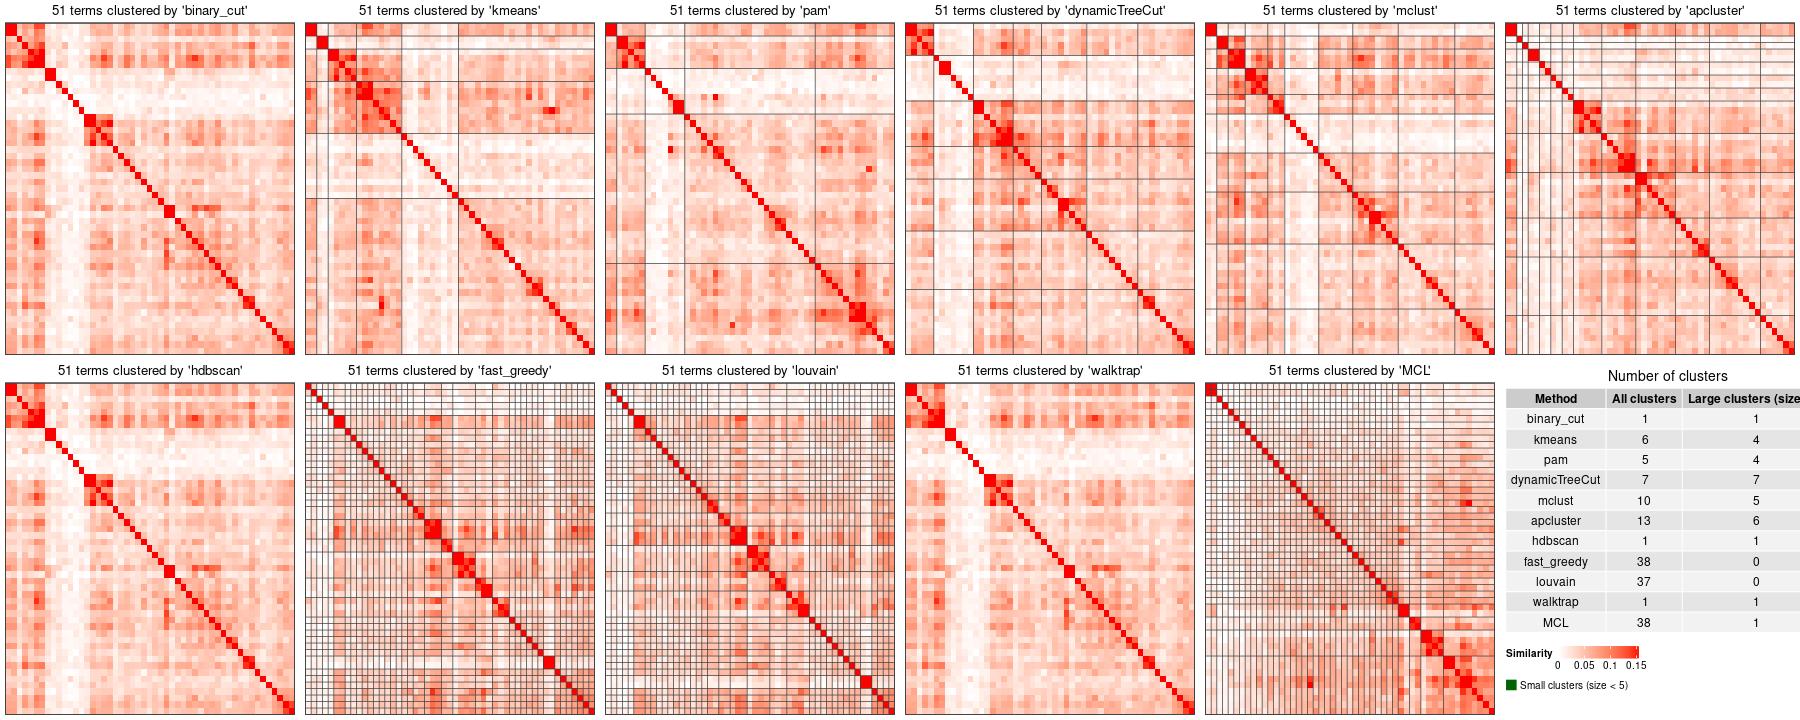 51 terms clustered by 'binary_cut'
51 terms clustered by 'kmeans'
51 terms clustered by 'pam'
51 terms clustered by 'dynamicTreeCut'
51 terms clustered by 'mclust'
51 terms clustered by 'apcluster'
51 terms clustered by 'hdbscan'
51 terms clustered by 'fast_greedy'
51 terms clustered by 'louvain'
51 terms clustered by 'walktrap'
51 terms clustered by 'MCL'
Number of clusters
Method All clusters Large clusters (size
binary_cut 1 1
kmeans 6 4
pam 5 4
dynamicTreeCut 7 7
mclust 10 5
apcluster 13 6
hdbscan 1 1
fast_greedy 38 0
louvain 37 0
walktrap 1 1
MCL 38 1
Similarity
0 0.05 0.1 0.15
Small clusters (size < 5)